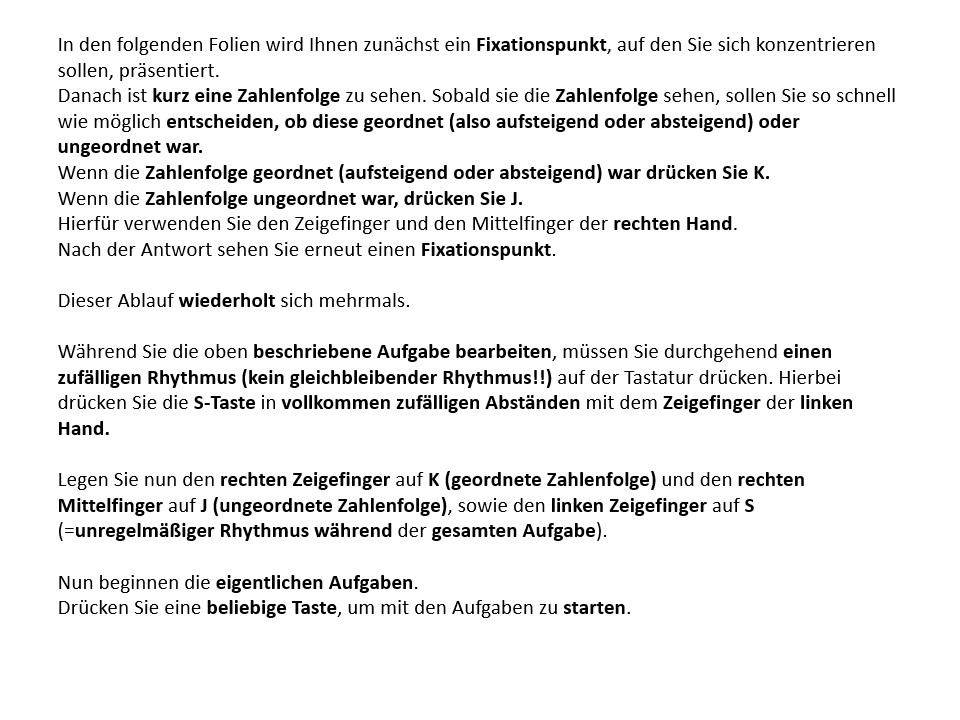 In den folgenden Folien wird Ihnen zunächst ein Fixationspunkt, auf den Sie sich konzentrieren
sollen, präsentiert.
Danach ist kurz eine Zahlenfolge zu sehen. Sobald sie die Zahlenfolge sehen, sollen Sie so schnell
wie möglich entscheiden, ob diese geordnet (also aufsteigend oder absteigend) oder
ungeordnet war.
Wenn die Zahlenfolge geordnet (aufsteigend oder absteigend) war drücken Sie K.
Wenn die Zahlenfolge ungeordnet war, drücken Sie J.
Hierfür verwenden Sie den Zeigefinger und den Mittelfinger der rechten Hand.
Nach der Antwort sehen Sie erneut einen Fixationspunkt.
Dieser Ablauf wiederholt sich mehrmals.
Während Sie die oben beschriebene Aufgabe bearbeiten, müssen Sie durchgehend einen
zufälligen Rhythmus (kein gleichbleibender Rhythmus!!) auf der Tastatur drücken. Hierbei
drücken Sie die S-Taste in vollkommen zufälligen Abständen mit dem Zeigefinger der linken
Hand.
Legen Sie nun den rechten Zeigefinger auf K (geordnete Zahlenfolge) und den rechten
Mittelfinger auf J (ungeordnete Zahlenfolge), sowie den linken Zeigefinger auf S
(=unregelmäßiger Rhythmus während der gesamten Aufgabe).
Nun beginnen die eigentlichen Aufgaben.
Drücken Sie eine beliebige Taste, um mit den Aufgaben zu starten.